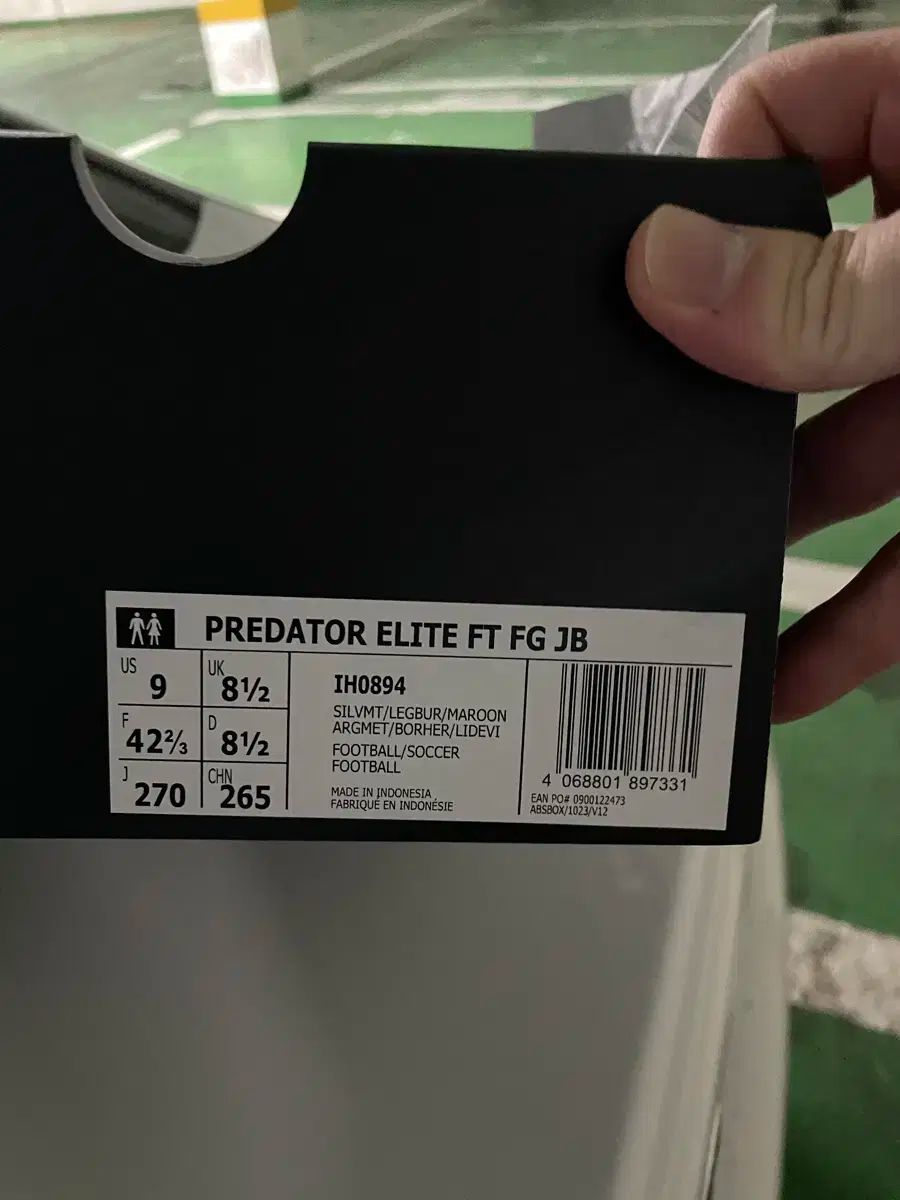 PREDATOR ELITE FT FG JB
US 9 UK 8½
F 42⅔ D 8½
J 270 CHN 265
IH0894
SILVMT/LEGBUR/MAROON
ARGMET/BORHER/LIDEVI
FOOTBALL/SOCCER
FOOTBALL
MADE IN INDONESIA
FABRIQUÉ EN INDONÉSIE
4 068801 897331
EAN PO# 0900122473
ABSBOX/1023/V12